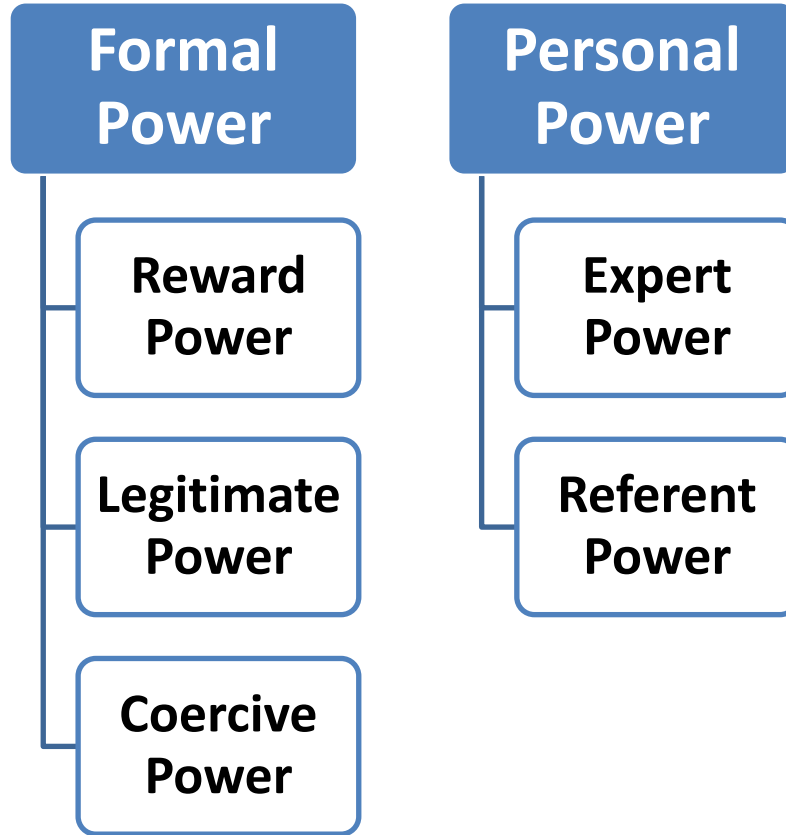 Formal
Power
Reward
Power
Legitimate
Power
Coercive
Power
Personal
Power
Expert
Power
Referent
Power